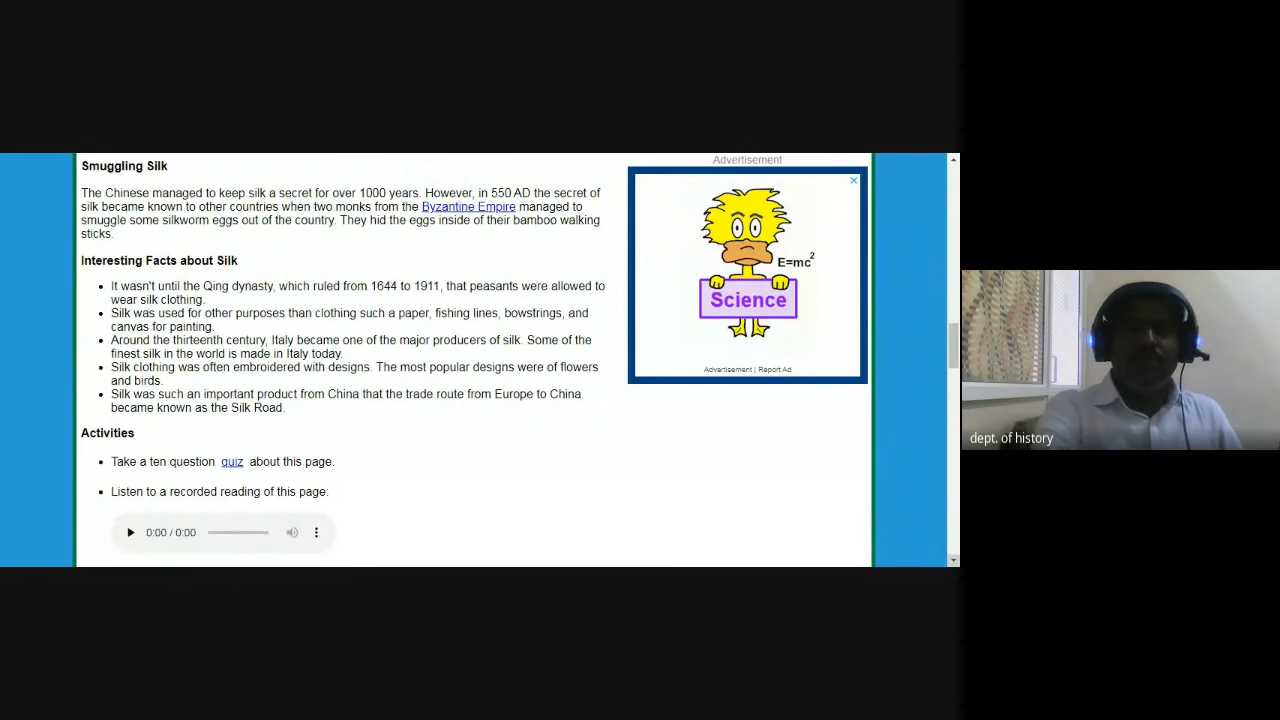 Smuggling Silk
The Chinese managed to keep silk a secret for over 1000 years. However, in 550 AD the secret of
silk became known to other countries when two monks from the Byzantine Empire managed to
smuggle some silkworm eggs out of the country. They hid the eggs inside of their bamboo walking
sticks.
Interesting Facts about Silk
It wasn't until the Qing dynasty, which ruled from 1644 to 1911, that peasants were allowed to
wear silk clothing.
Silk was used for other purposes than clothing such a paper, fishing lines, bowstrings, and
canvas for painting.
Around the thirteenth century, Italy became one of the major producers of silk. Some of the
finest silk in the world is made in Italy today.
Silk clothing was often embroidered with designs. The most popular designs were of flowers
and birds.
Silk was such an important product from China that the trade route from Europe to China
became known as the Silk Road.
Activities
Take a ten question quiz about this page.
Listen to a recorded reading of this page:
0:00 / 0:00
Advertisement
E=mc²
Science
Advertisement | Report Ad
dept. of history